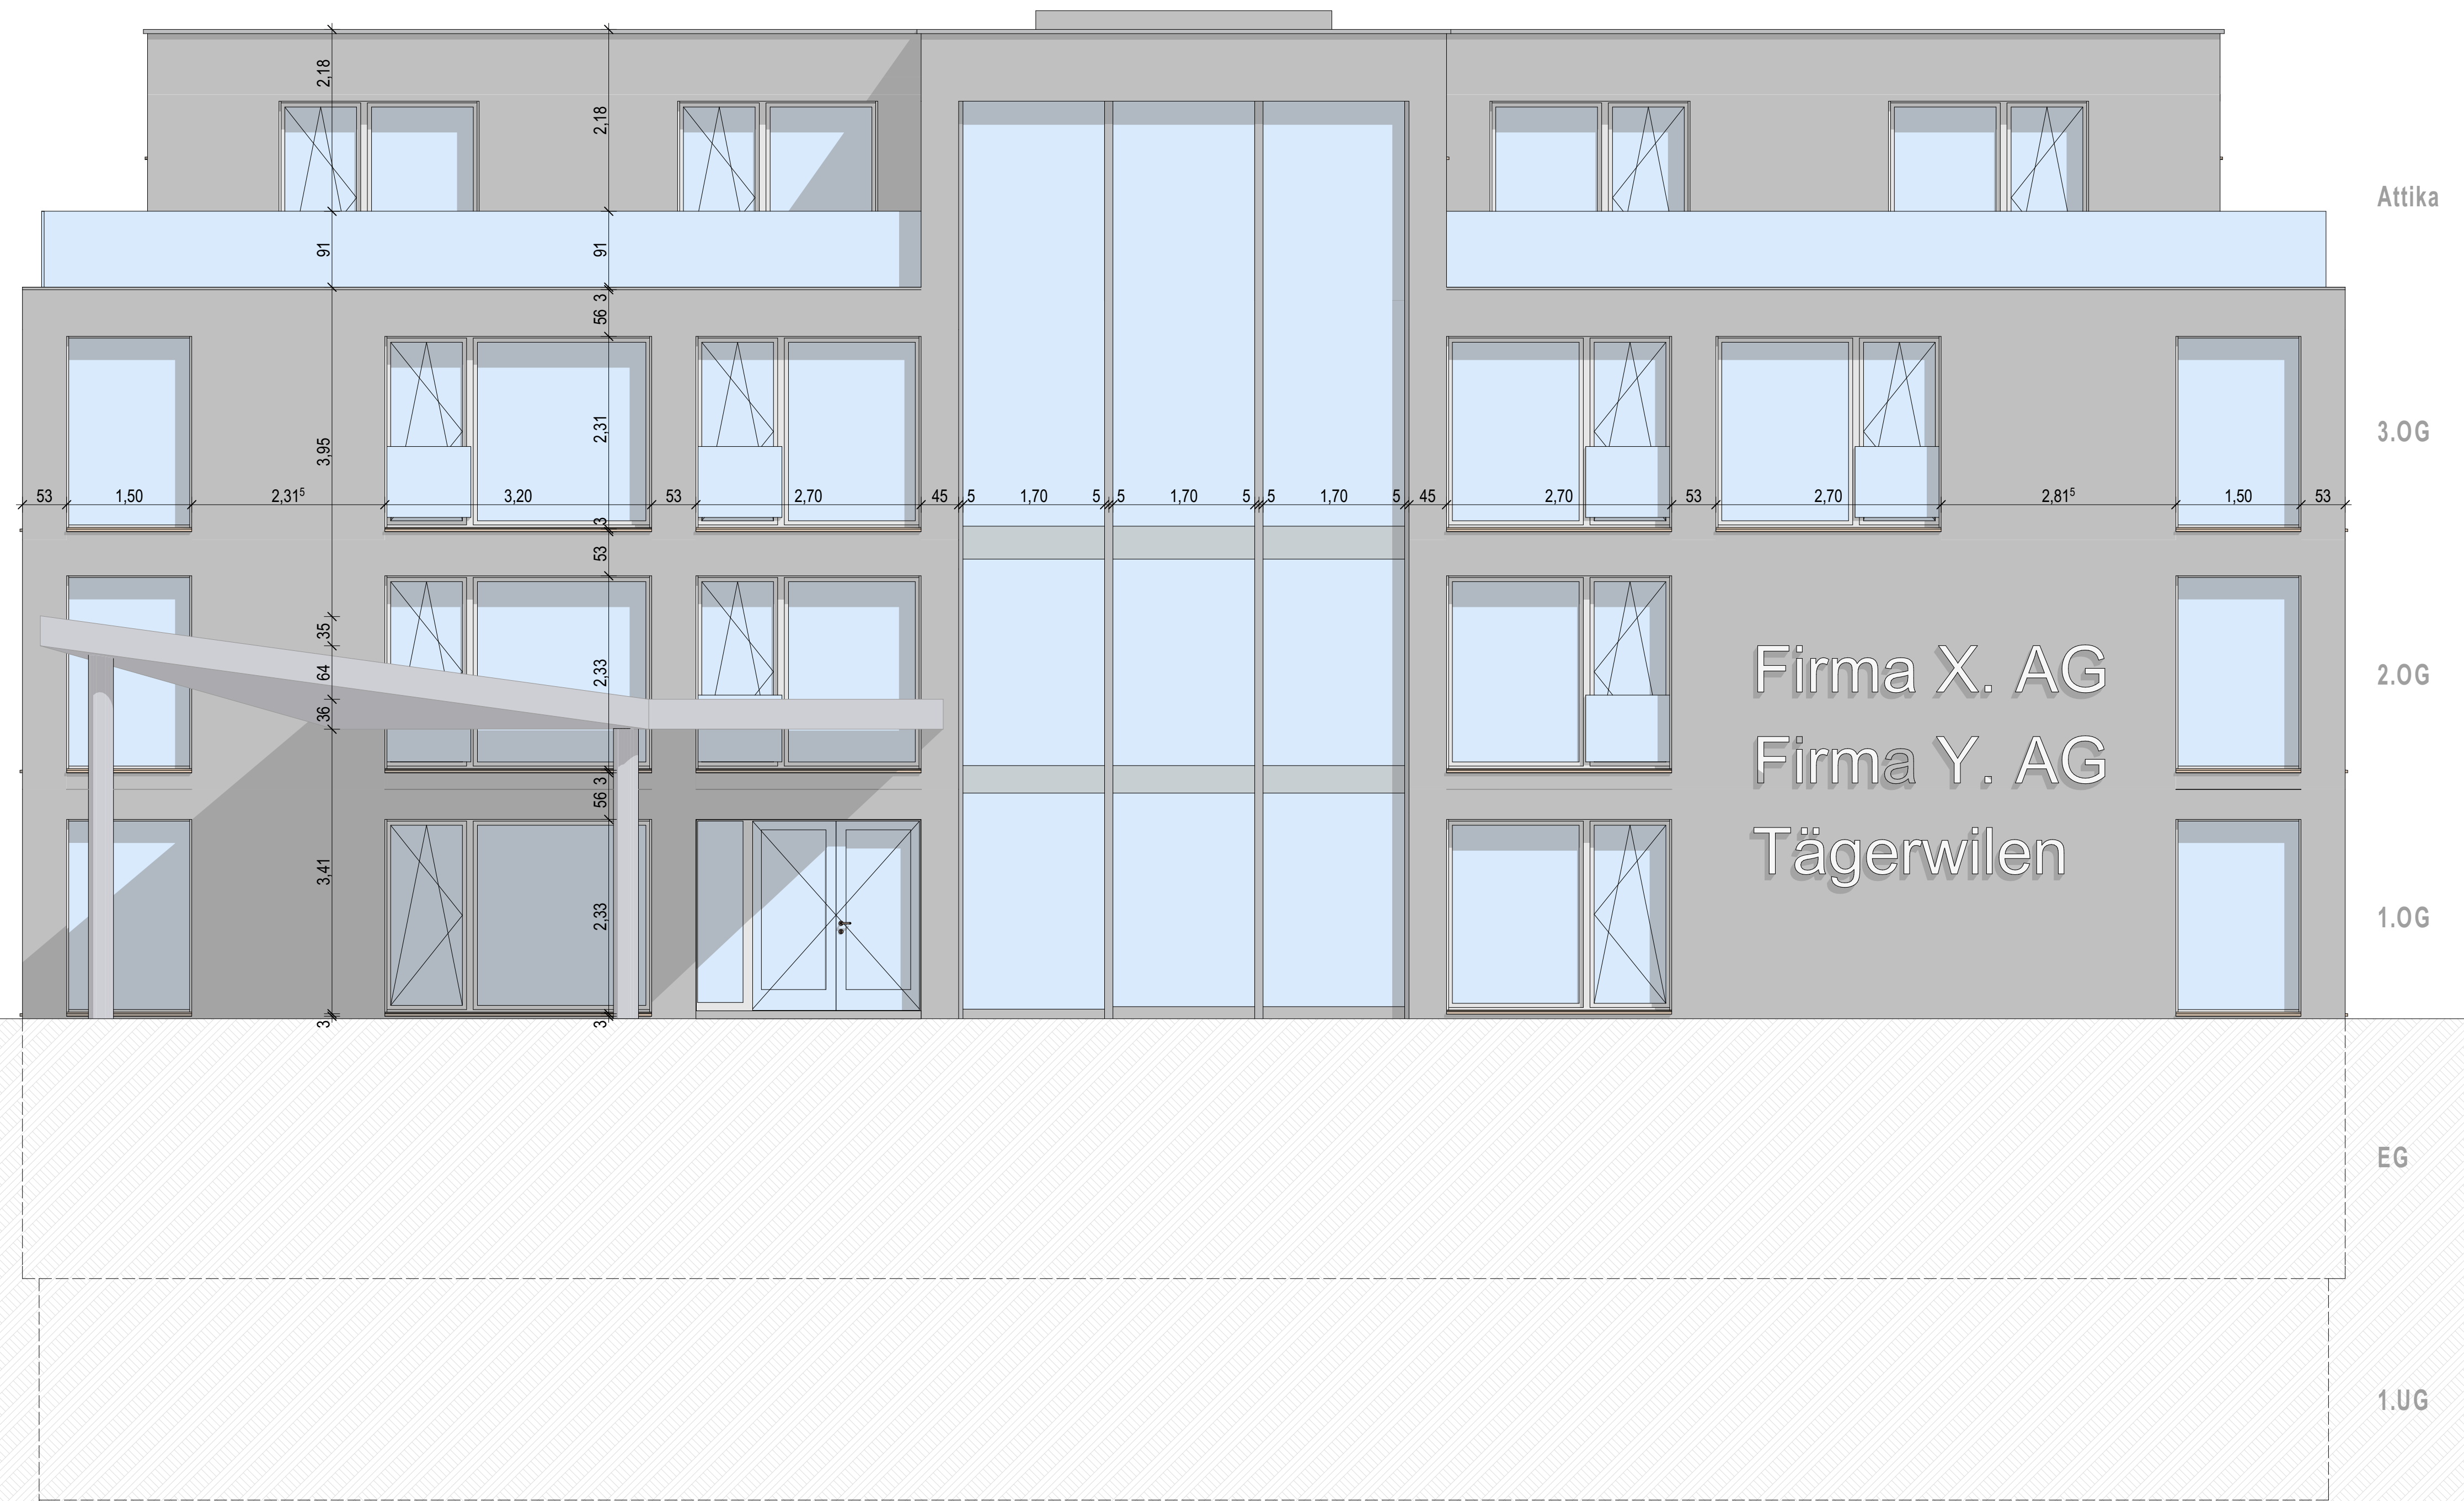 2,18
2,18
Attika
91
91
3
56
3.OG
2,31
3,95
53 1,50 2,31⁵ 3,20 53 2,70 45 5 1,70 5 5 1,70 5 5 1,70 5 45 2,70 53 2,70 2,81⁵ 1,50 53
3
53
35
64
2,33
36
Firma X. AG
2.OG
Firma Y. AG
3
56
Tägerwilen
3,41
2,33
1.OG
3
3
EG
1.UG